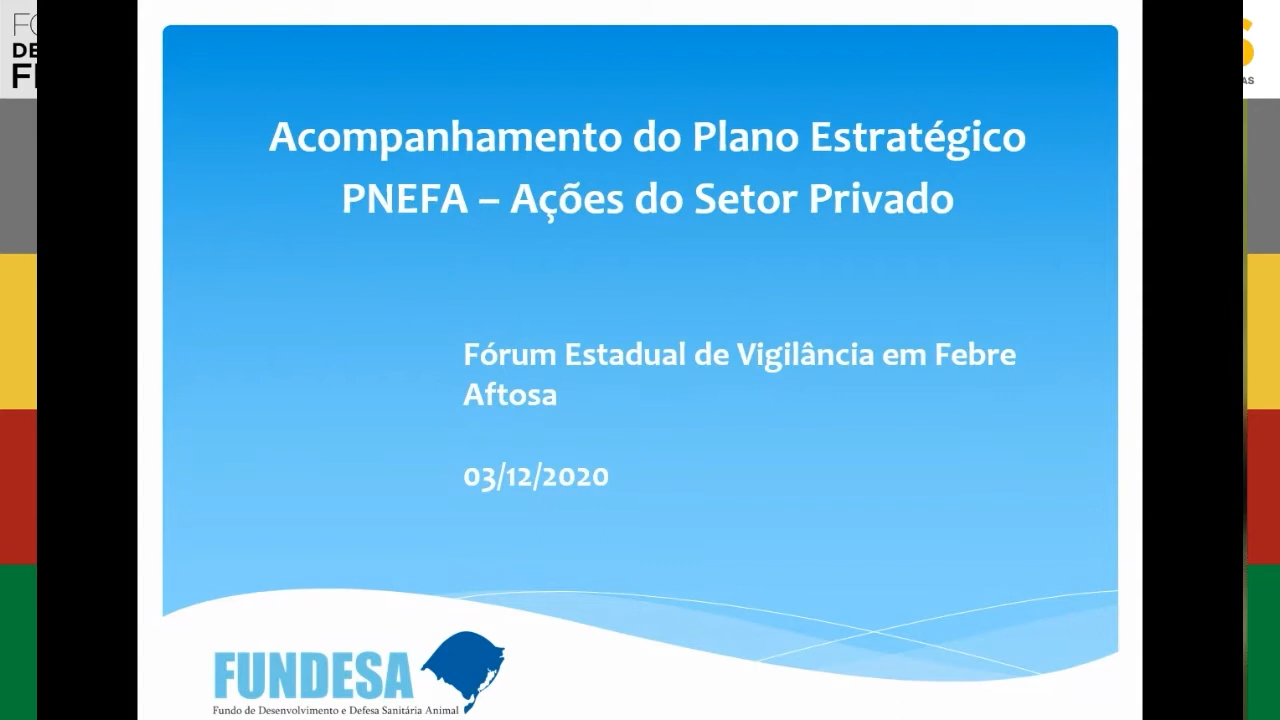 Acompanhamento do Plano Estratégico
PNEFA – Ações do Setor Privado
Fórum Estadual de Vigilância em Febre
Aftosa
03/12/2020
FUNDESA
Fundo de Desenvolvimento e Defesa Sanitária Animal